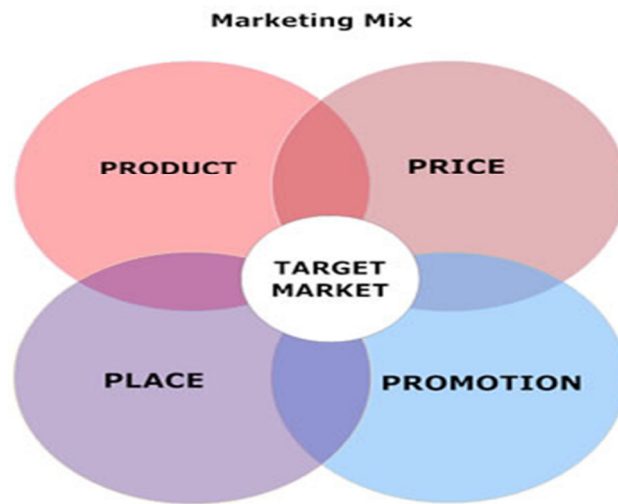 Marketing Mix
PRODUCT
PRICE
TARGET
MARKET
PLACE
PROMOTION